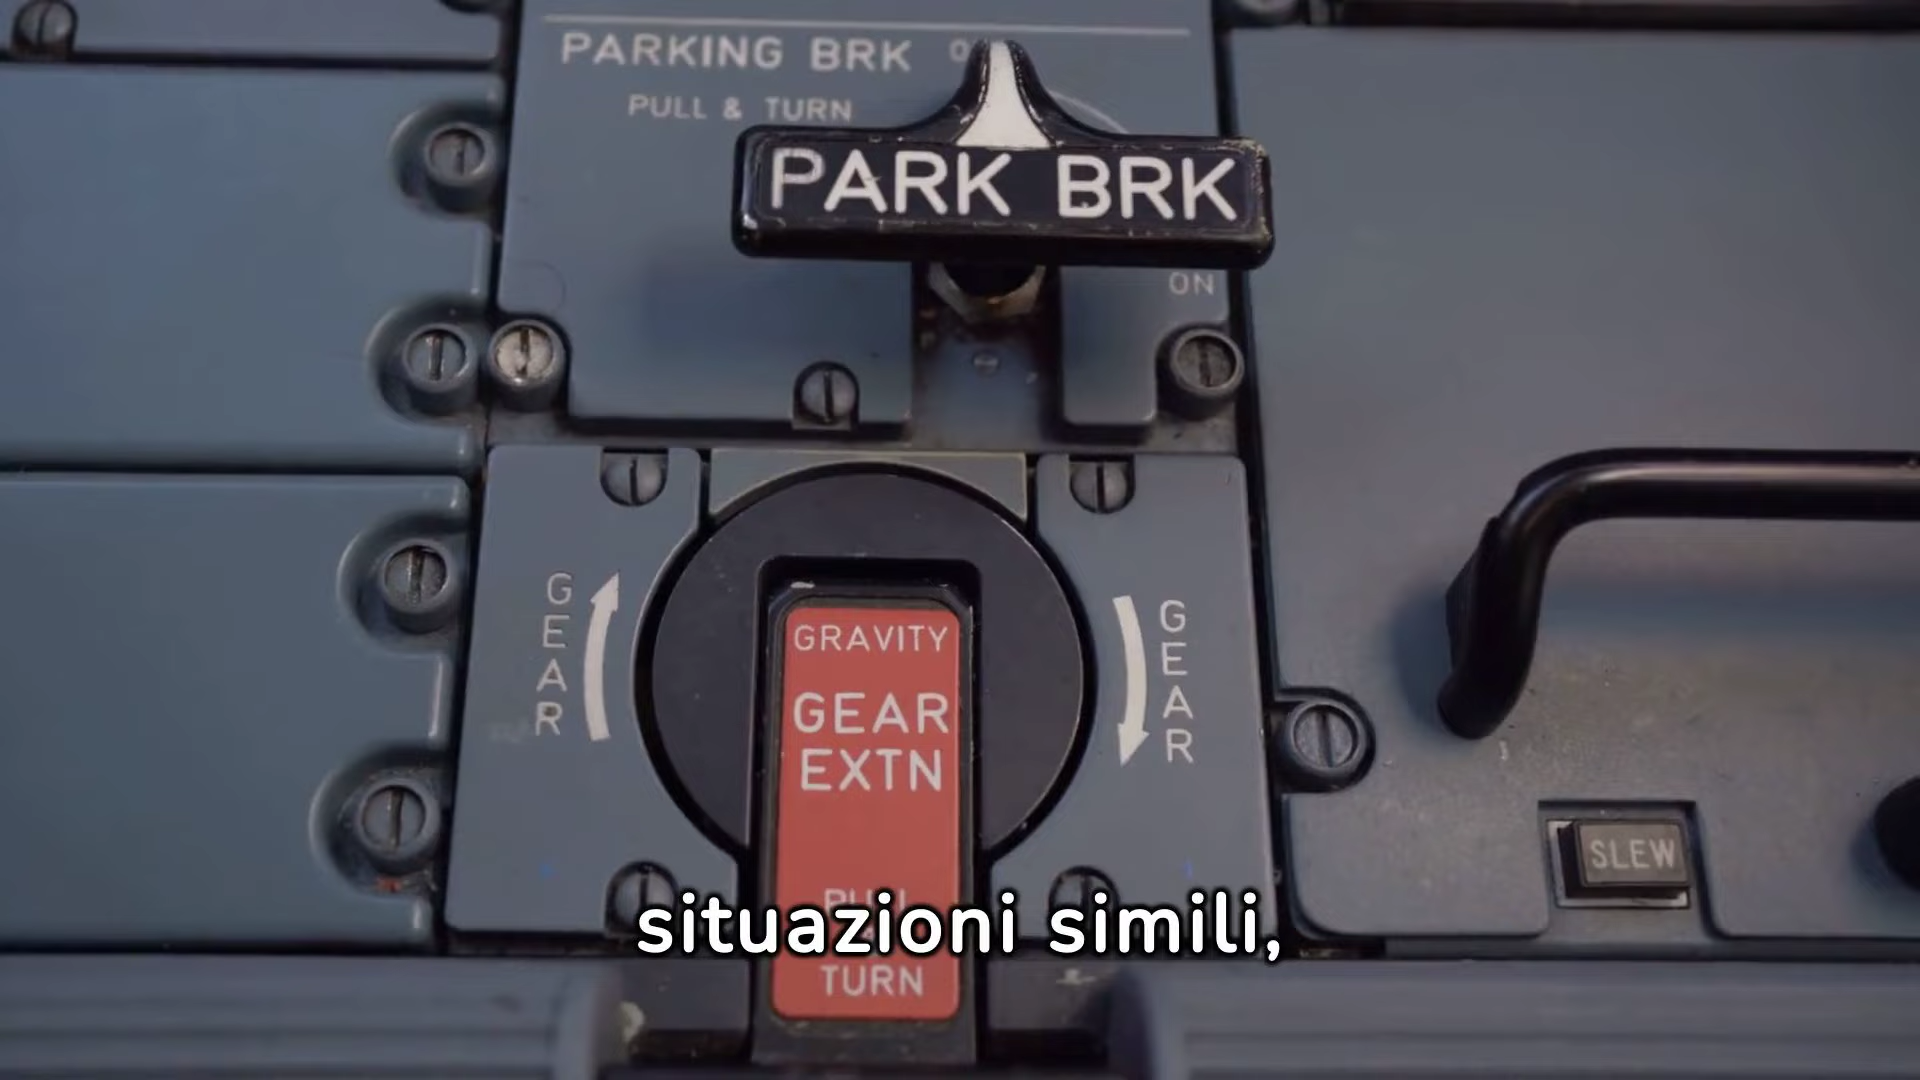 PARKING BRK
PULL & TURN
PARK BRK
ON
GEAR
GRAVITY
GEAR
EXTN
GEAR
SLEW
situazioni simili,
TURN